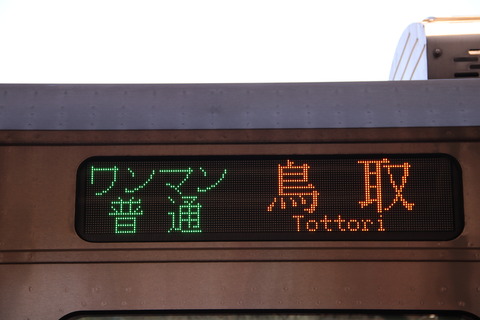 ワンマン
普通
鳥取
Tottori